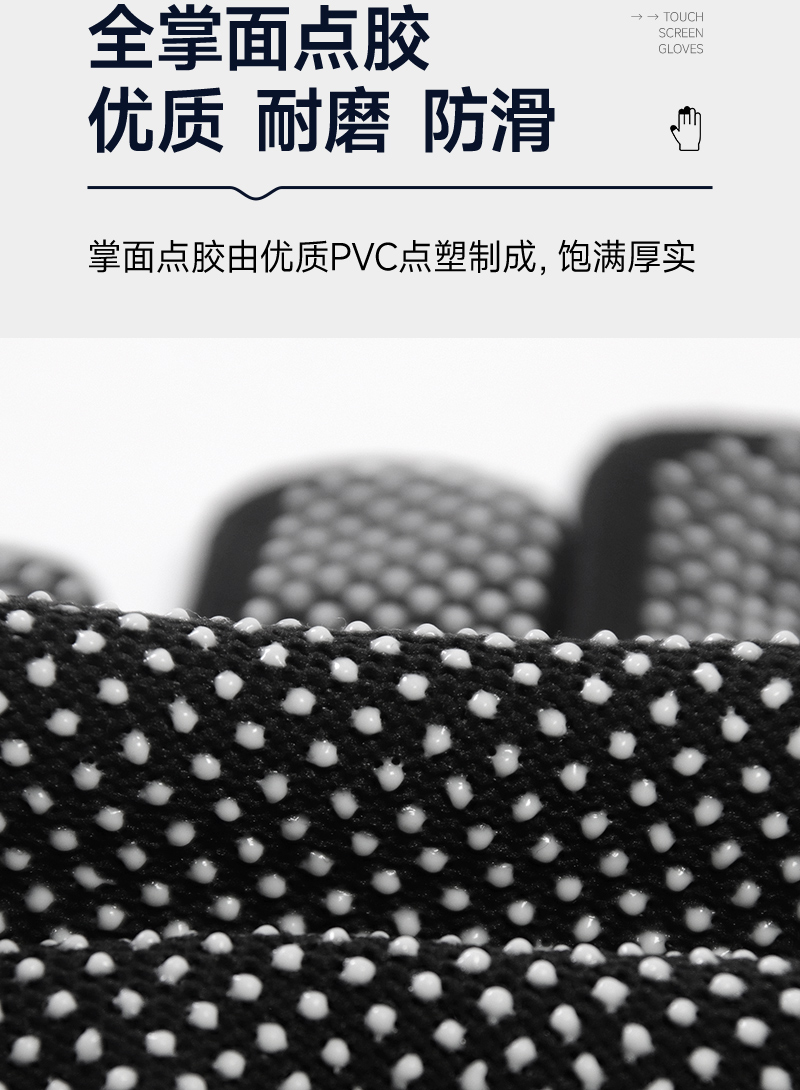 全掌面点胶
优质 耐磨 防滑
→ → TOUCH
SCREEN
GLOVES
掌面点胶由优质PVC点塑制成, 饱满厚实